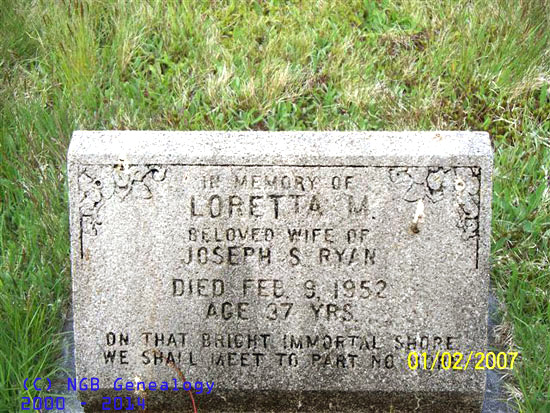 IN MEMORY OF
LORETTA M.
BELOVED WIFE OF
JOSEPH S. RYAN
DIED FEB. 9, 1952
AGE 37 YRS.
ON THAT BRIGHT IMMORTAL SHORE
WE SHALL MEET TO PART NO
01/02/2007
(C) NGB Genealogy
2000 - 2014